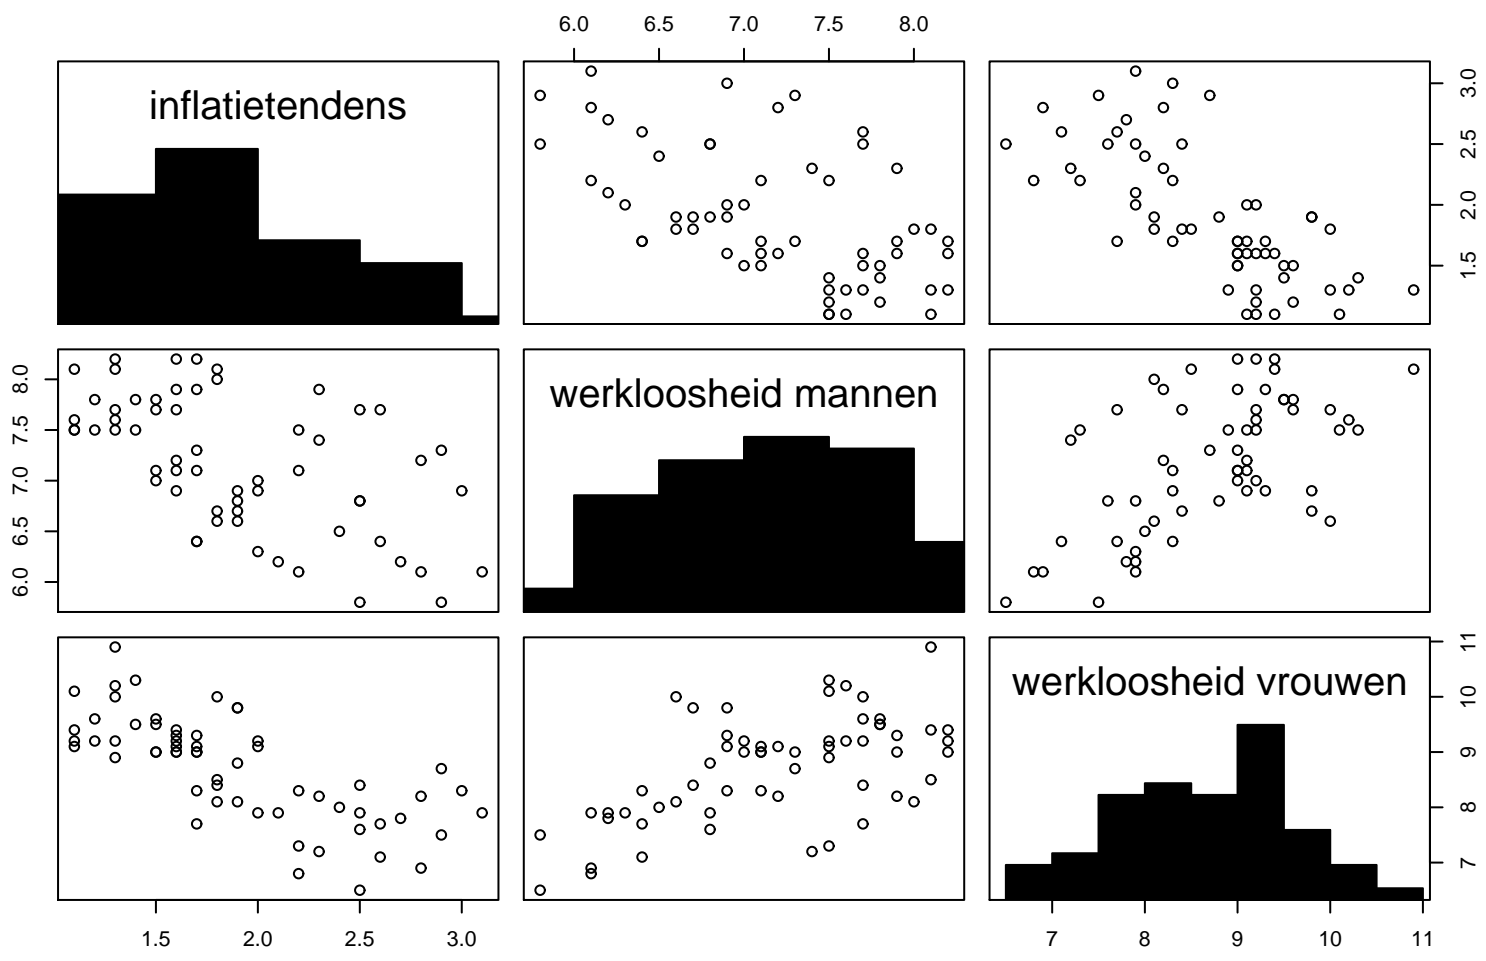 6.0 6.5 7.0 7.5 8.0
inflatietendens
3.0
2.5
2.0
1.5
8.0
7.5
7.0
6.5
6.0
werkloosheid mannen
werkloosheid vrouwen
11
10
9
8
7
1.5 2.0 2.5 3.0
7 8 9 10 11